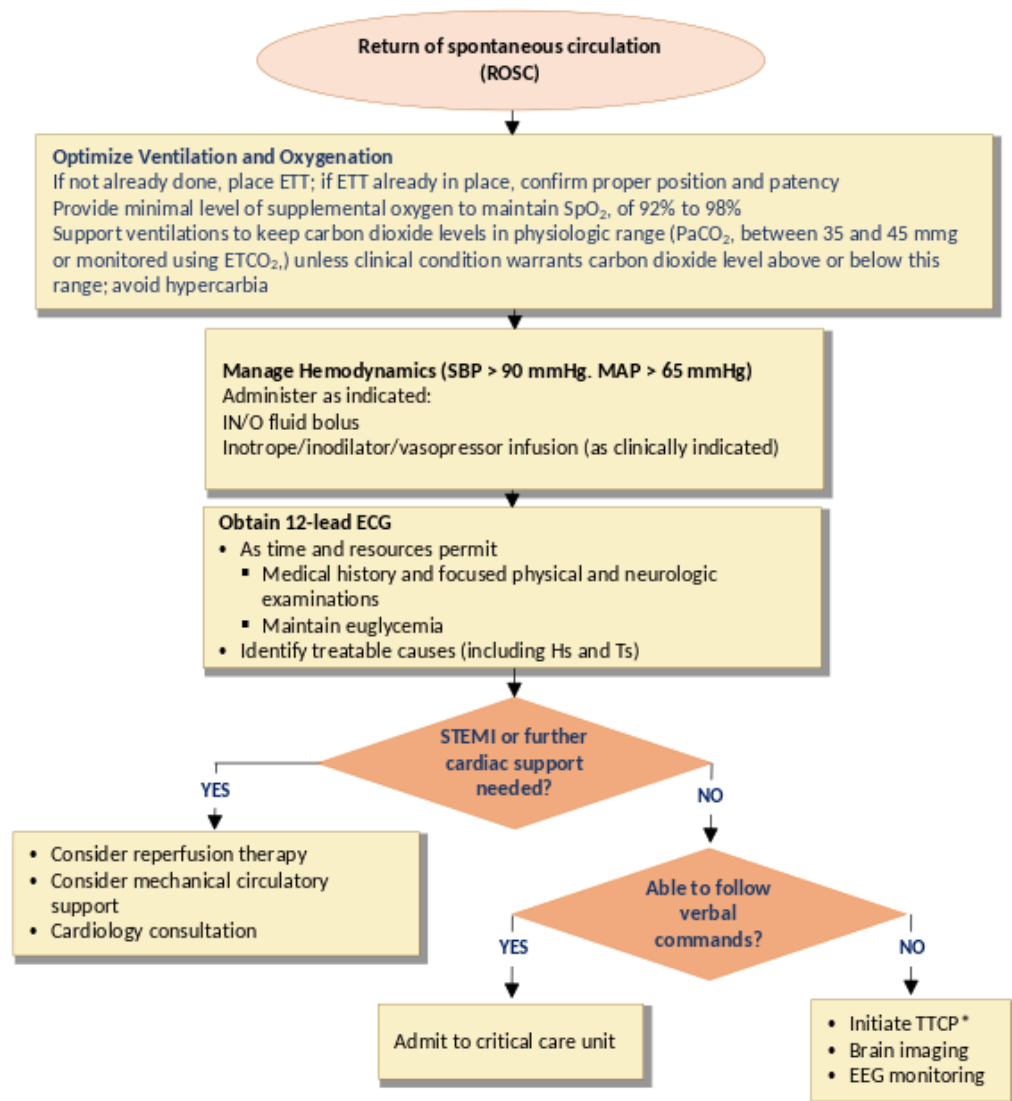 Return of spontaneous circulation
(ROSC)
Optimize Ventilation and Oxygenation
If not already done, place ETT; if ETT already in place, confirm proper position and patency
Provide minimal level of supplemental oxygen to maintain SpO₂, of 92% to 98%
Support ventilations to keep carbon dioxide levels in physiologic range (PaCO₂, between 35 and 45 mmg
or monitored using ETCO₂,) unless clinical condition warrants carbon dioxide level above or below this
range; avoid hypercarbia
Manage Hemodynamics (SBP > 90 mmHg. MAP > 65 mmHg)
Administer as indicated:
IN/O fluid bolus
Inotrope/inodilator/vasopressor infusion (as clinically indicated)
Obtain 12-lead ECG
• As time and resources permit
▪ Medical history and focused physical and neurologic
examinations
▪ Maintain euglycemia
• Identify treatable causes (including Hs and Ts)
STEMI or further
cardiac support
needed?
YES
NO
• Consider reperfusion therapy
• Consider mechanical circulatory
support
• Cardiology consultation
Able to follow
verbal
commands?
YES
NO
Admit to critical care unit
• Initiate TTCP*
• Brain imaging
• EEG monitoring